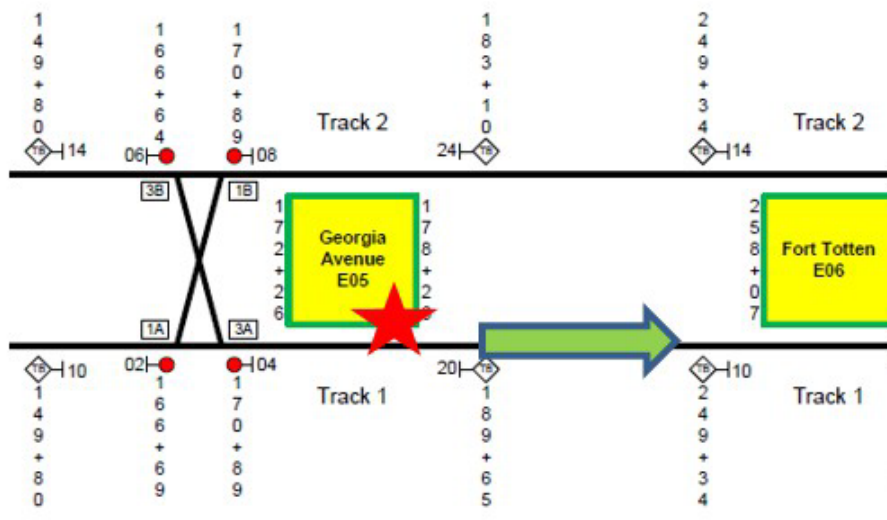 149+80
166+64
170+89
183+10
249+34
Track 2
Track 2
TB 14
06
08
24 TB
TB 14
3B
1B
172+26
Georgia
Avenue
E05
258+07
Fort Totten
E06
1A
3A
TB 10
02
04
20 TB
TB 10
149+80
166+69
170+89
Track 1
189+65
249+34
Track 1